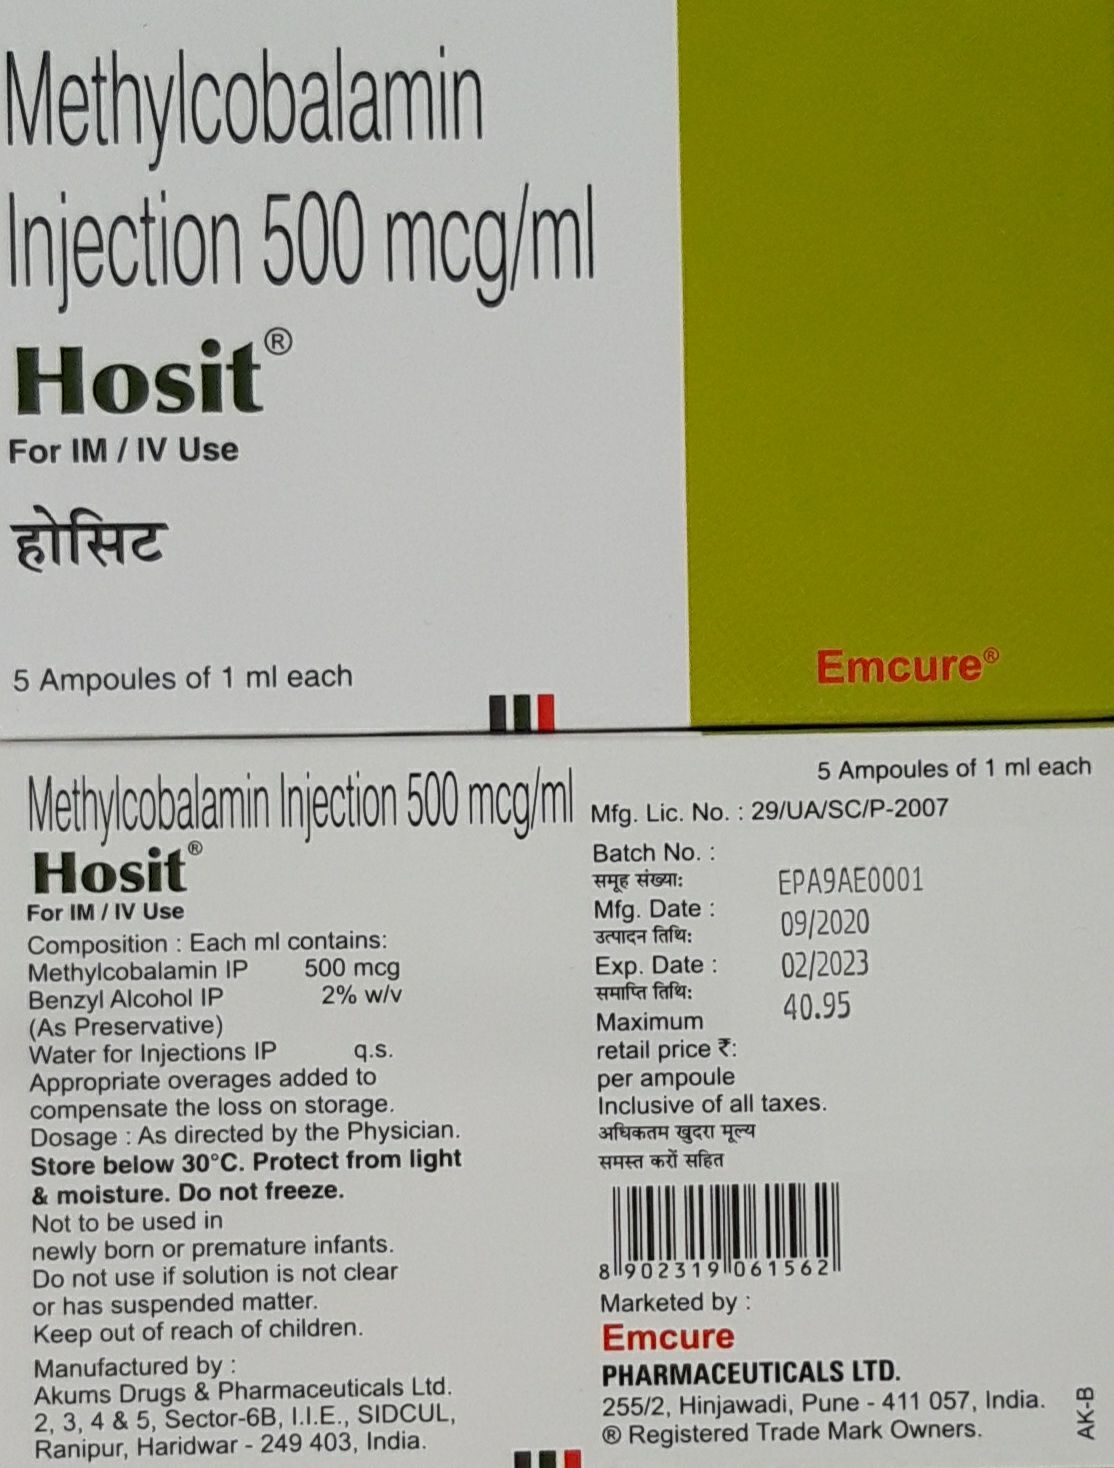 Methylcobalamin
Injection 500 mcg/ml
Hosit®
For IM / IV Use
होसिट
5 Ampoules of 1 ml each
Emcure®
Methylcobalamin Injection 500 mcg/ml
Hosit®
For IM / IV Use
Composition : Each ml contains:
Methylcobalamin IP 500 mcg
Benzyl Alcohol IP 2% w/v
(As Preservative)
Water for Injections IP q.s.
Appropriate overages added to
compensate the loss on storage.
Dosage : As directed by the Physician.
Store below 30°C. Protect from light
& moisture. Do not freeze.
Not to be used in
newly born or premature infants.
Do not use if solution is not clear
or has suspended matter.
Keep out of reach of children.
Manufactured by :
Akums Drugs & Pharmaceuticals Ltd.
2, 3, 4 & 5, Sector-6B, I.I.E., SIDCUL,
Ranipur, Haridwar - 249 403, India.
5 Ampoules of 1 ml each
Mfg. Lic. No. : 29/UA/SC/P-2007
Batch No. :
समूह संख्या: EPA9AE0001
Mfg. Date : 09/2020
उत्पादन तिथि:
Exp. Date : 02/2023
समाप्ति तिथि:
Maximum 40.95
retail price ₹:
per ampoule
Inclusive of all taxes.
अधिकतम खुदरा मूल्य
समस्त करों सहित
8 902319 061562
Marketed by :
Emcure
PHARMACEUTICALS LTD.
255/2, Hinjawadi, Pune - 411 057, India.
® Registered Trade Mark Owners.
AK-B